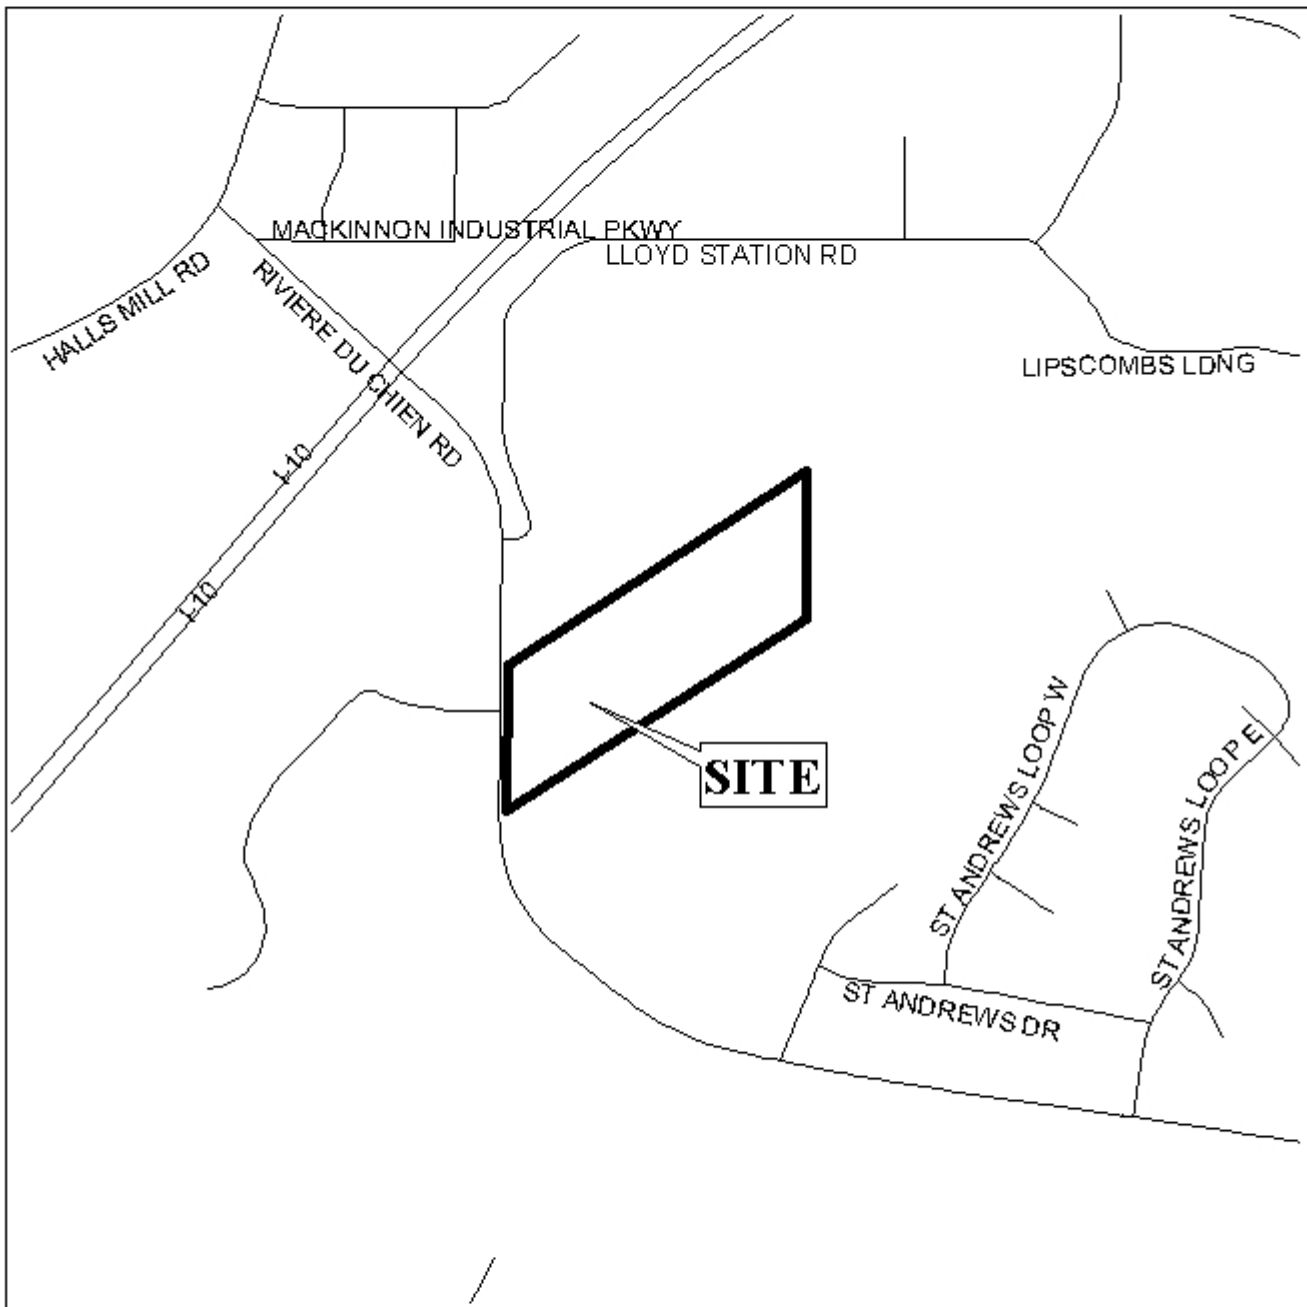 MACKINNON INDUSTRIAL PKWY
LLOYD STATION RD
HALLS MILL RD
RIVIERE DU CHIEN RD
LIPSCOMBS LDNG
I-10
I-10
SITE
ST ANDREWS LOOP W
ST ANDREWS LOOP E
ST ANDREWS DR